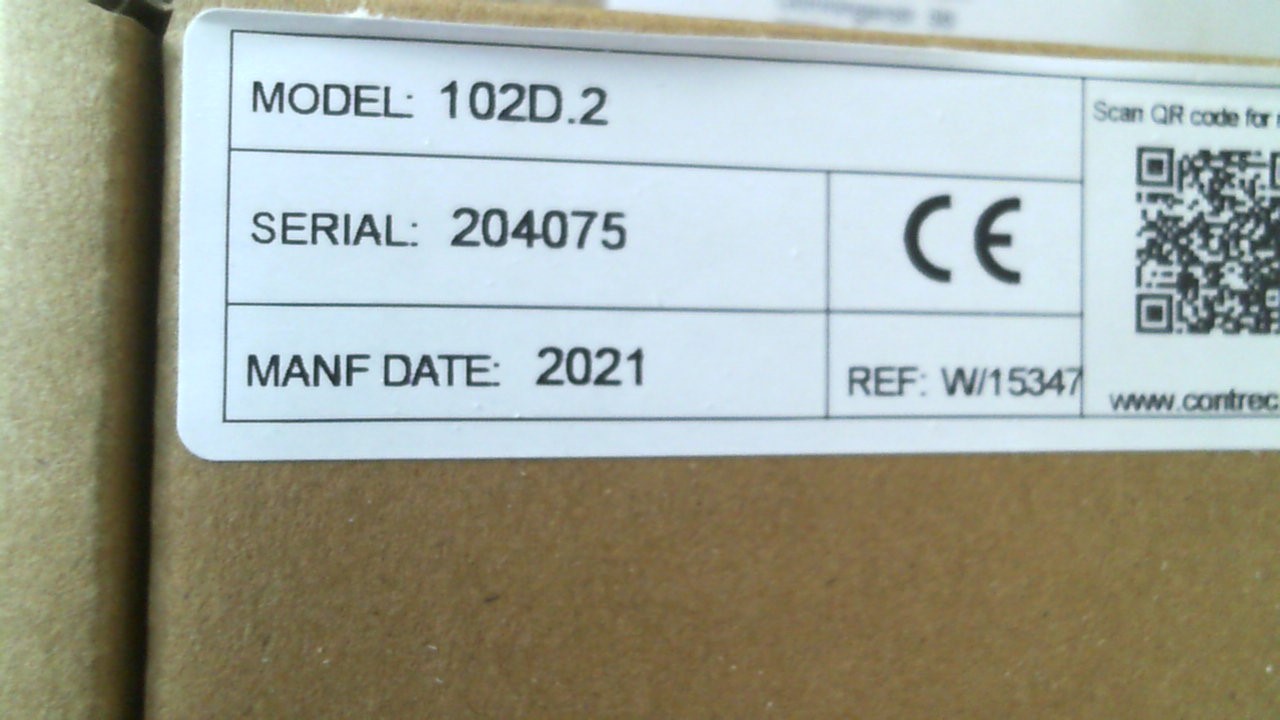 MODEL: 102D.2
Scan QR code for
SERIAL: 204075
CE
MANF DATE: 2021
REF: W/15347
www.contrec